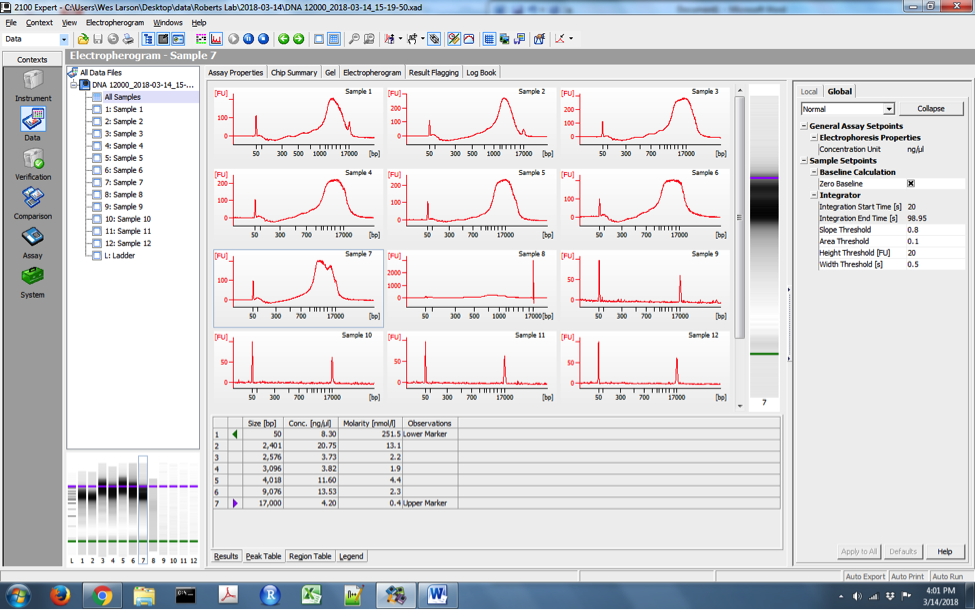 2100 Expert - C:\Users\Wes Larson\Desktop\data\Roberts Lab\2018-03-14\DNA 12000_2018-03-14_15-19-50.xad
File Context View Electropherogram Windows Help
Data
Contexts
Instrument
Data
Verification
Comparison
Assay
System
Electropherogram - Sample 7
All Data Files
DNA 12000_2018-03-14_15-...
All Samples
1: Sample 1
2: Sample 2
3: Sample 3
4: Sample 4
5: Sample 5
6: Sample 6
7: Sample 7
8: Sample 8
9: Sample 9
10: Sample 10
11: Sample 11
12: Sample 12
L: Ladder
L 1 2 3 4 5 6 7 8 9 10 11 12
Assay Properties Chip Summary Gel Electropherogram Result Flagging Log Book
[FU] Sample 1 [FU] Sample 2 [FU] Sample 3
100 200 200
0 100 100
0 0
50 300 500 1000 17000 [bp] 50 300 500 1000 17000 [bp] 50 300 700 17000 [bp]
[FU] Sample 4 [FU] Sample 5 [FU] Sample 6
200 200 200
100 100 100
0 0 0
50 300 700 17000 [bp] 50 300 700 17000 [bp] 50 300 700 17000 [bp]
[FU] Sample 7 [FU] Sample 8 [FU] Sample 9
100 2000 100
0 1000 50
0 0
50 300 700 17000 [bp] 50 300 500 1000 17000 [bp] 50 300 700 17000 [bp]
[FU] Sample 10 [FU] Sample 11 [FU] Sample 12
50 50 50
0 0 0
50 300 700 17000 [bp] 50 300 700 17000 [bp] 50 300 700 17000 [bp]
7
Size [bp] Conc. [ng/µl] Molarity [nmol/l] Observations
1 50 8.30 251.5 Lower Marker
2 2,401 20.75 13.1
3 2,576 3.73 2.2
4 3,096 3.82 1.9
5 4,018 11.60 4.4
6 9,076 13.53 2.3
7 17,000 4.20 0.4 Upper Marker
Results Peak Table Region Table Legend
Local Global
Normal Collapse
General Assay Setpoints
Electrophoresis Properties
Concentration Unit ng/µl
Sample Setpoints
Baseline Calculation
Zero Baseline
Integrator
Integration Start Time [s] 20
Integration End Time [s] 98.95
Slope Threshold 0.8
Area Threshold 0.1
Height Threshold [FU] 20
Width Threshold [s] 0.5
Apply to All Defaults Help
Auto Export Auto Print Auto Run
4:01 PM
3/14/2018